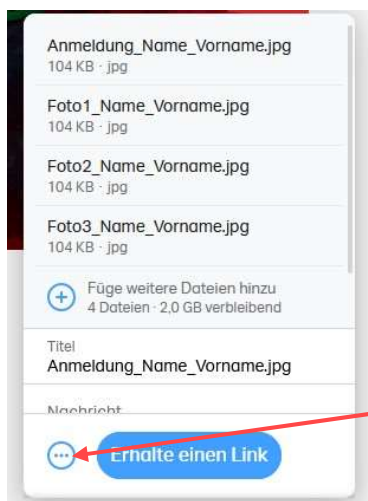 Anmeldung_Name_Vorname.jpg
104 KB · jpg
Foto1_Name_Vorname.jpg
104 KB · jpg
Foto2_Name_Vorname.jpg
104 KB · jpg
Foto3_Name_Vorname.jpg
104 KB · jpg
Füge weitere Dateien hinzu
4 Dateien · 2,0 GB verbleibend
Titel
Anmeldung_Name_Vorname.jpg
Nachricht
Erhalte einen Link